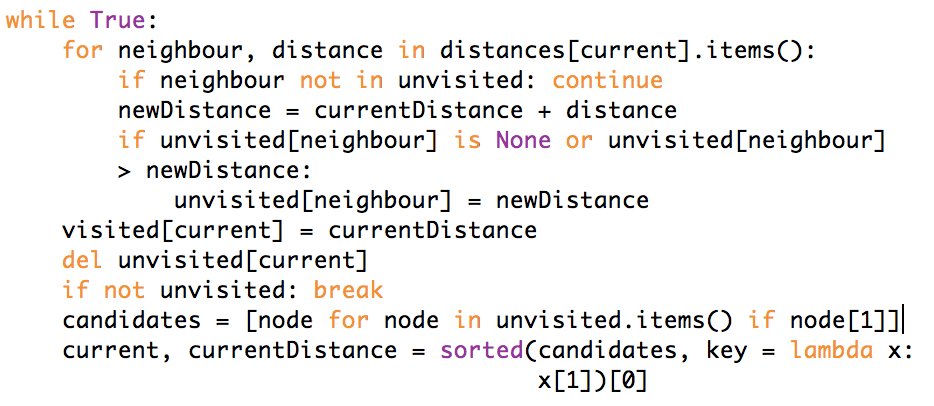 while True:
    for neighbour, distance in distances[current].items():
        if neighbour not in unvisited: continue
        newDistance = currentDistance + distance
        if unvisited[neighbour] is None or unvisited[neighbour]
        > newDistance:
            unvisited[neighbour] = newDistance
    visited[current] = currentDistance
    del unvisited[current]
    if not unvisited: break
    candidates = [node for node in unvisited.items() if node[1]]
    current, currentDistance = sorted(candidates, key = lambda x:
                                      x[1])[0]